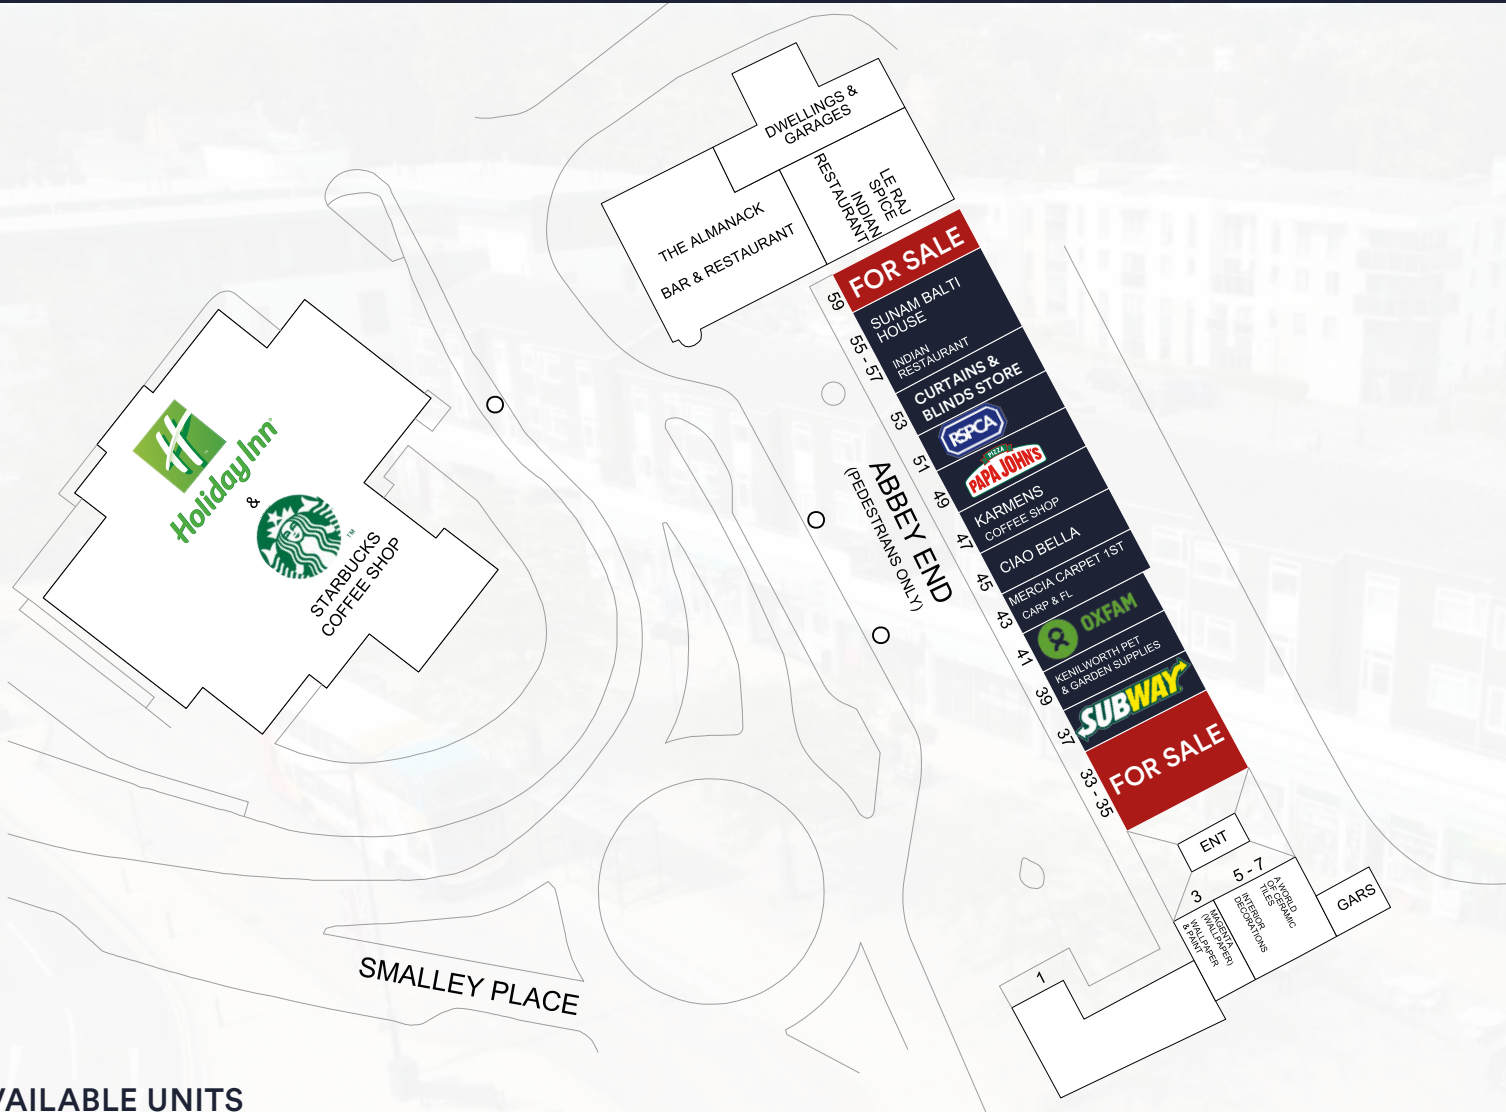 DWELLINGS &
GARAGES
LE RAJ
SPICE
INDIAN
RESTAURANT
THE ALMANACK
BAR & RESTAURANT
FOR SALE
59
SUNAM BALTI
HOUSE
INDIAN
RESTAURANT
55 - 57
CURTAINS &
BLINDS STORE
53
RSPCA
51
PIZZA
PAPA JOHN'S
49
KARMENS
COFFEE SHOP
47
CIAO BELLA
45
MERCIA CARPET 1ST
CARP & FL
43
OXFAM
41
KENILWORTH PET
& GARDEN SUPPLIES
39
SUBWAY
37
FOR SALE
33 - 35
ABBEY END
(PEDESTRIANS ONLY)
Holiday Inn
&
STARBUCKS
COFFEE SHOP
TM
ENT
5 - 7
A WORLD
OF CERAMIC
TILES
INTERIOR
DECORATIONS
3
MAGENTA
(WALLPAPER)
WALLPAPER
& PAINT
GARS
1
SMALLEY PLACE
VAILABLE UNITS